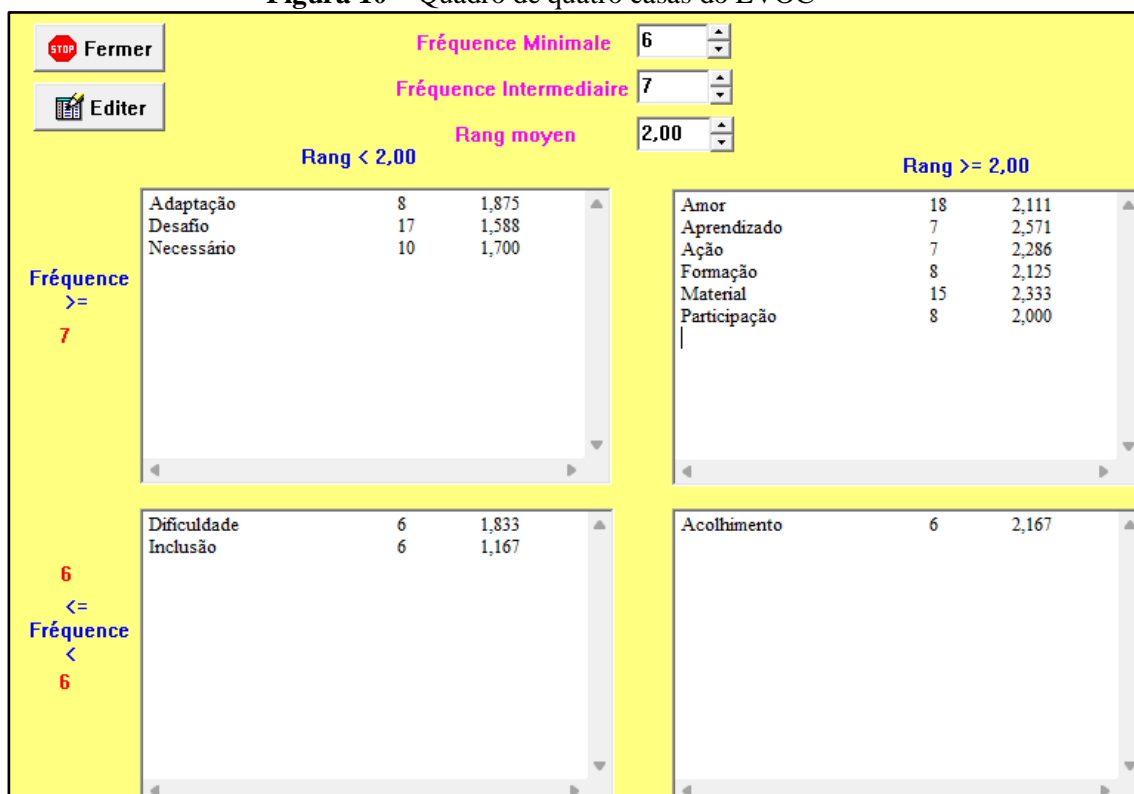 Figura 10 – Quadro de quatro casas do EVOC
STOP Fermer
Fréquence Minimale 6
Editer
Fréquence Intermediaire 7
Rang moyen 2,00
Rang < 2,00
Rang >= 2,00
Fréquence
>=
7
Adaptação 8 1,875
Desafio 17 1,588
Necessário 10 1,700
Amor 18 2,111
Aprendizado 7 2,571
Ação 7 2,286
Formação 8 2,125
Material 15 2,333
Participação 8 2,000
6
<=
Fréquence
<
6
Dificuldade 6 1,833
Inclusão 6 1,167
Acolhimento 6 2,167